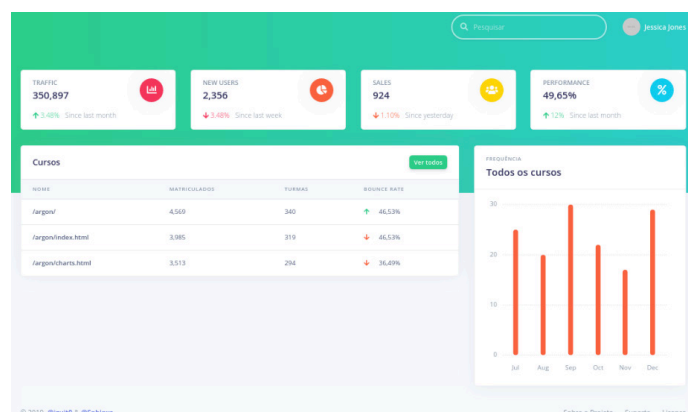 Pesquisar
Jessica Jones
TRAFFIC
350,897
3.48% Since last month
NEW USERS
2,356
3.48% Since last week
SALES
924
1.10% Since yesterday
PERFORMANCE
49,65%
12% Since last month
Cursos
Ver todos
NOME MATRICULADOS TURMAS BOUNCE RATE
/argon/ 4,569 340 46,53%
/argon/index.html 3,985 319 46,53%
/argon/charts.html 3,513 294 36,49%
FREQUÊNCIA
Todos os cursos
30
20
10
0
Jul Aug Sep Oct Nov Dec